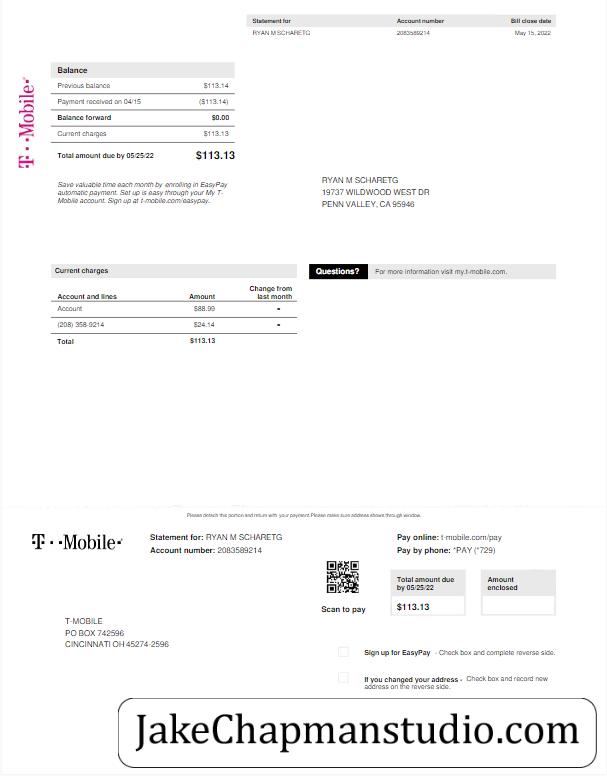 Statement for Account number Bill close date
RYAN M SCHARETG 2083589214 May 15, 2022
T··Mobile·
Balance
Previous balance $113.14
Payment received on 04/15 ($113.14)
Balance forward $0.00
Current charges $113.13
Total amount due by 05/25/22 $113.13
Save valuable time each month by enrolling in EasyPay
automatic payment. Set up is easy through your My T-
Mobile account. Sign up at t-mobile.com/easypay.
RYAN M SCHARETG
19737 WILDWOOD WEST DR
PENN VALLEY, CA 95946
Current charges
Account and lines Amount Change from
last month
Account $88.99 -
(208) 358-9214 $24.14 -
Total $113.13
Questions? For more information visit my.t-mobile.com.
Please detach this portion and return with your payment.Please make sure address shows through window.
T··Mobile·
Statement for: RYAN M SCHARETG
Account number: 2083589214
Pay online: t-mobile.com/pay
Pay by phone: *PAY (*729)
Scan to pay
Total amount due
by 05/25/22
$113.13
Amount
enclosed
T-MOBILE
PO BOX 742596
CINCINNATI OH 45274-2596
Sign up for EasyPay - Check box and complete reverse side.
If you changed your address - Check box and record new
address on the reverse side.
JakeChapmanstudio.com